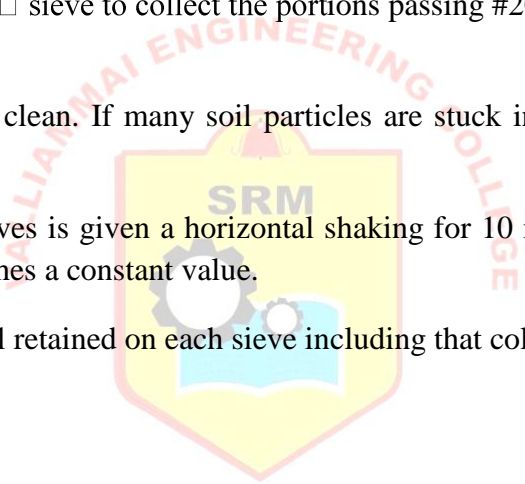 □ sieve to collect the portions passing #2
clean. If many soil particles are stuck in
ves is given a horizontal shaking for 10
nes a constant value.
l retained on each sieve including that col
VALLIAMMAI ENGINEERING COLLEGE
SRM